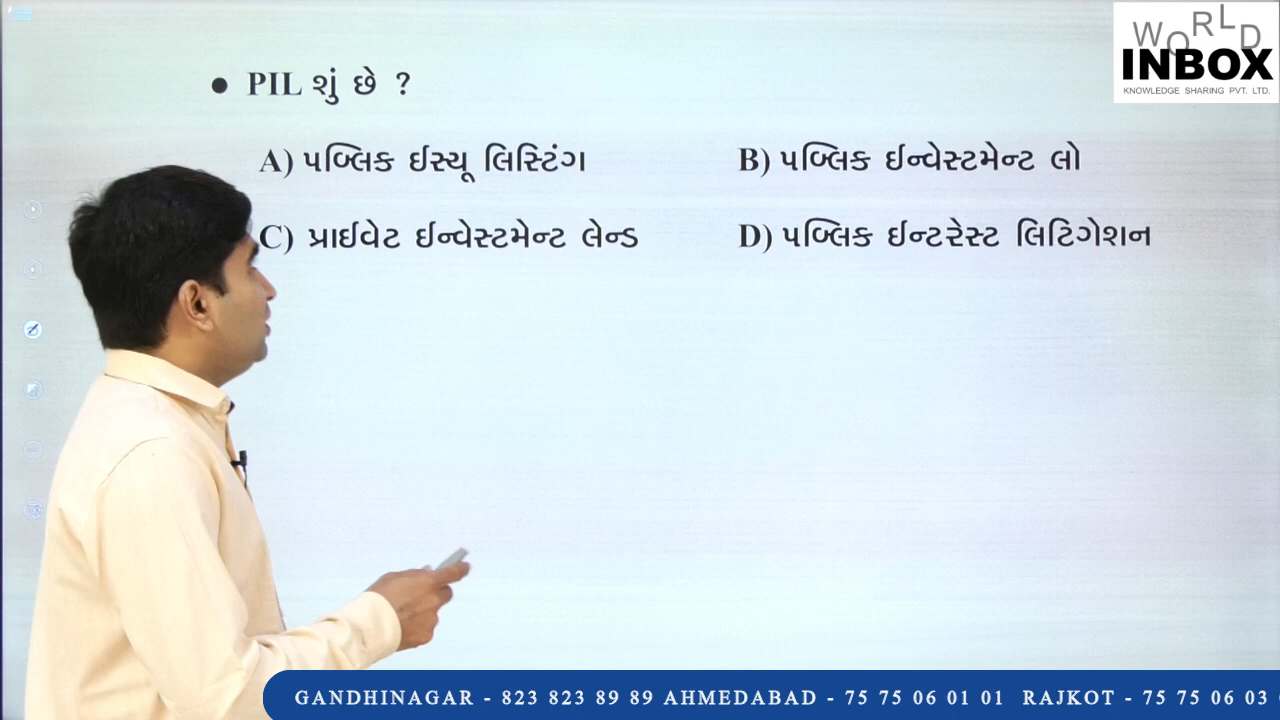 WORLD
INBOX
KNOWLEDGE SHARING PVT. LTD.
● PIL શું છે ?
A) પબ્લિક ઈસ્યૂ લિસ્ટિંગ
B) પબ્લિક ઈન્વેસ્ટમેન્ટ લો
C) પ્રાઈવેટ ઈન્વેસ્ટમેન્ટ લેન્ડ
D) પબ્લિક ઈન્ટરેસ્ટ લિટિગેશન
GANDHINAGAR - 823 823 89 89 AHMEDABAD - 75 75 06 01 01 RAJKOT - 75 75 06 03